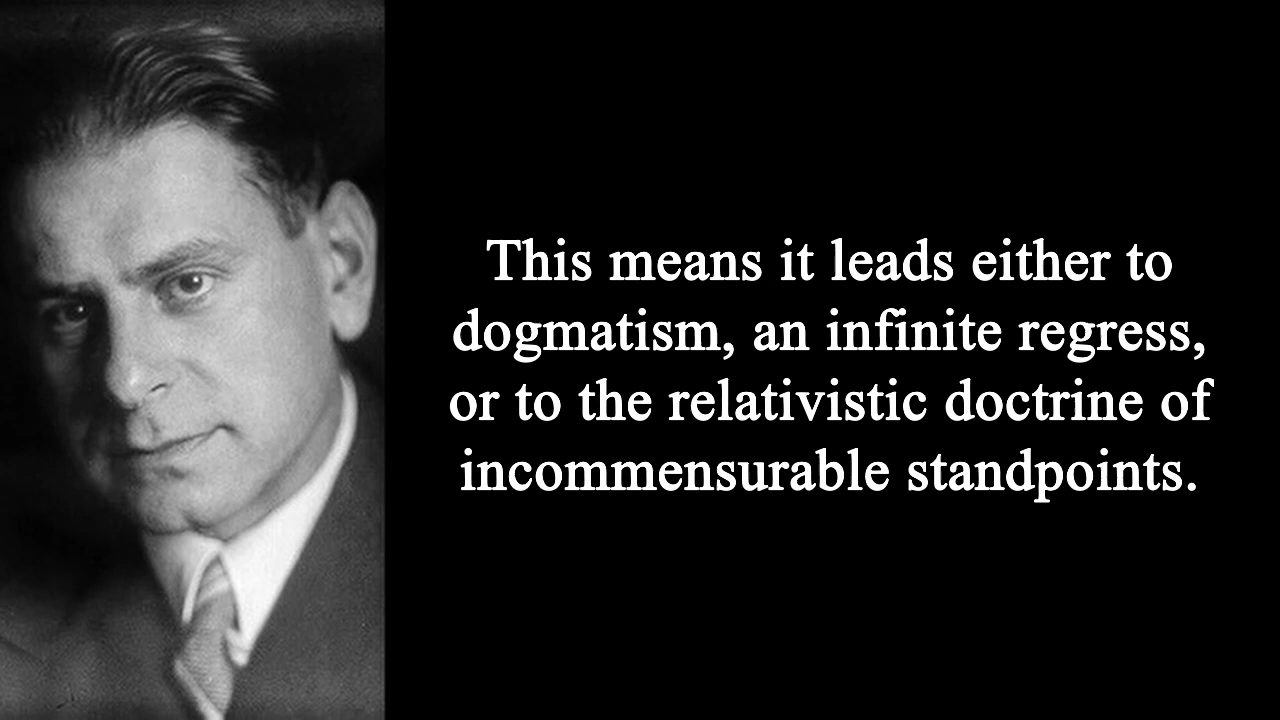 This means it leads either to
dogmatism, an infinite regress,
or to the relativistic doctrine of
incommensurable standpoints.